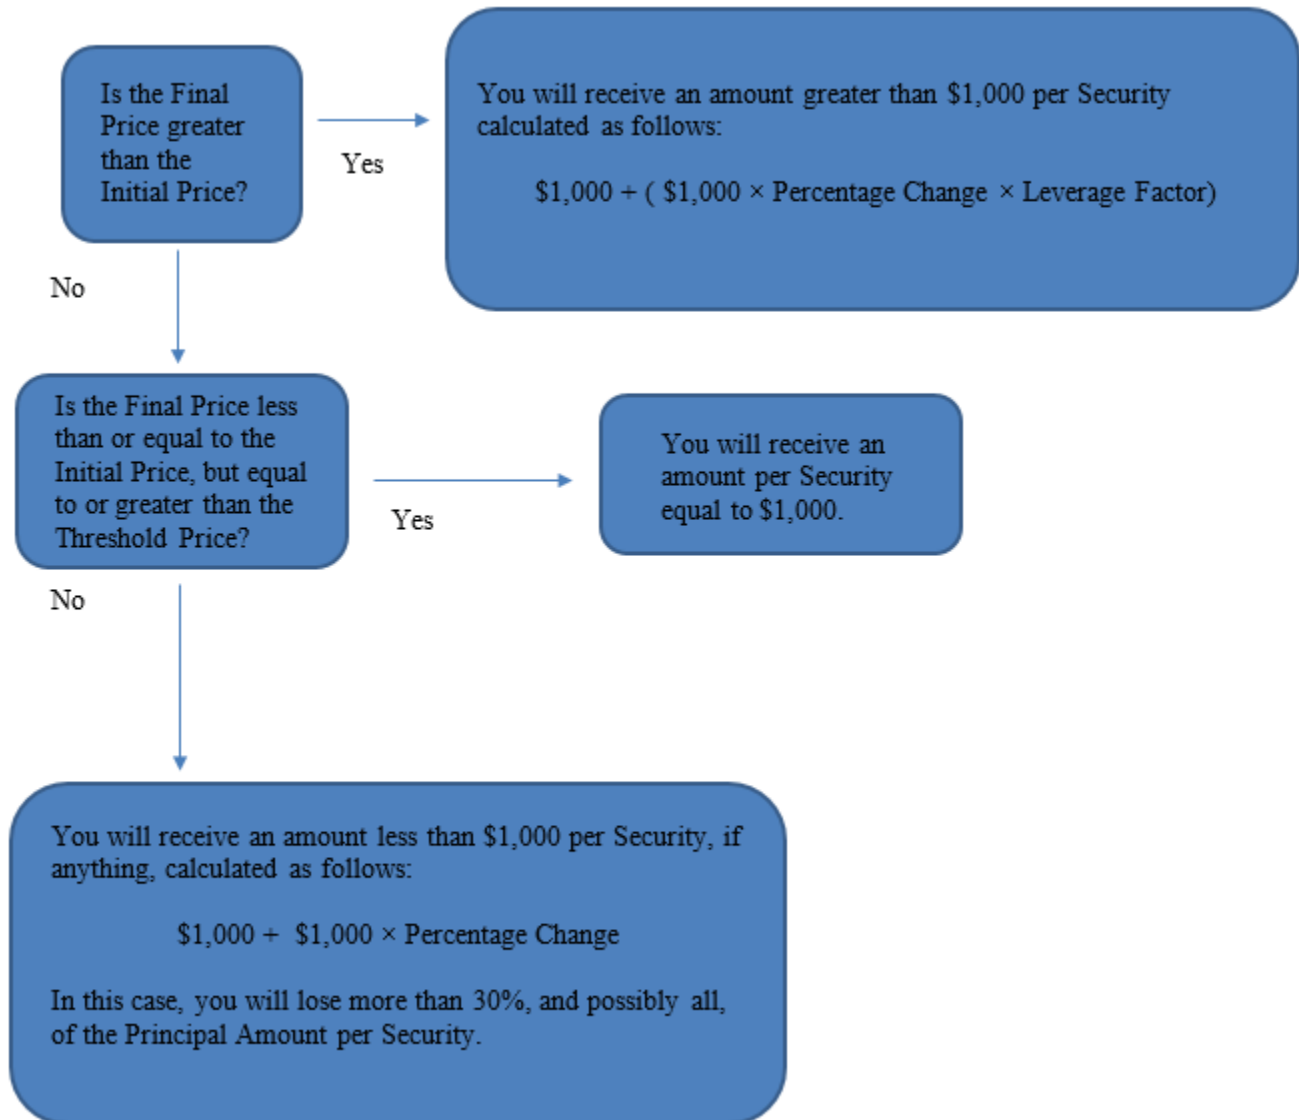 Is the Final
Price greater
than the
Initial Price?
Yes
You will receive an amount greater than $1,000 per Security
calculated as follows:
$1,000 + ( $1,000 × Percentage Change × Leverage Factor)
No
Is the Final Price less
than or equal to the
Initial Price, but equal
to or greater than the
Threshold Price?
Yes
You will receive an
amount per Security
equal to $1,000.
No
You will receive an amount less than $1,000 per Security, if
anything, calculated as follows:
$1,000 + $1,000 × Percentage Change
In this case, you will lose more than 30%, and possibly all,
of the Principal Amount per Security.